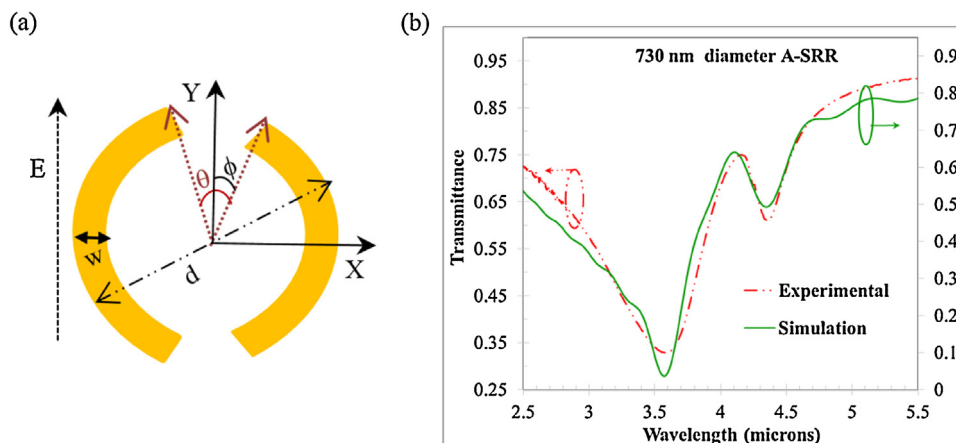 (a)
Y
E
θ
ϕ
w
d
X
(b)
730 nm diameter A-SRR
Transmittance
0.95
0.85
0.75
0.65
0.55
0.45
0.35
0.25
0.9
0.8
0.7
0.6
0.5
0.4
0.3
0.2
0.1
0
Experimental
Simulation
2.5 3 3.5 4 4.5 5 5.5
Wavelength (microns)